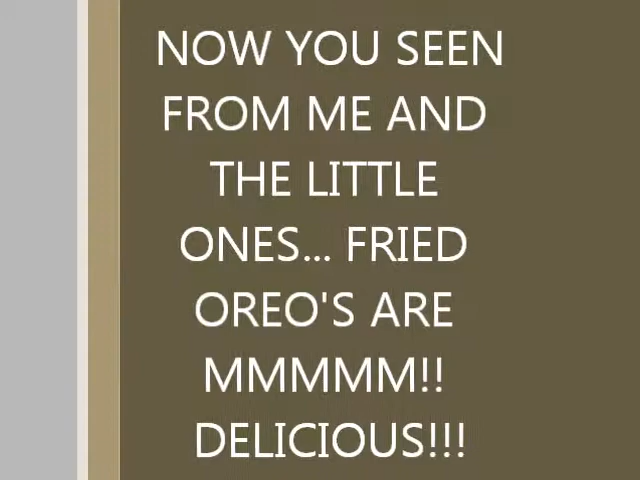 NOW YOU SEEN
FROM ME AND
THE LITTLE
ONES... FRIED
OREO'S ARE
MMMMM!!
DELICIOUS!!!